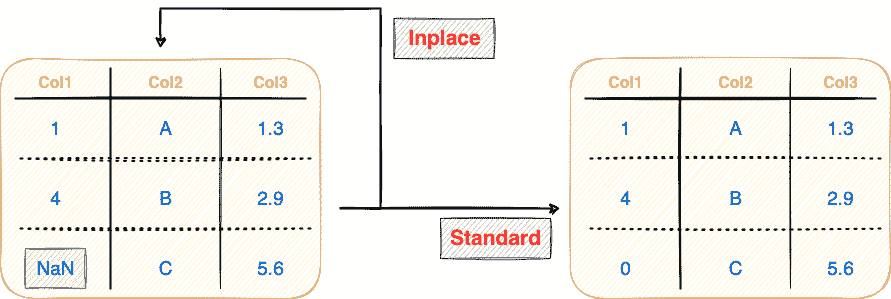 Inplace
Col1 Col2 Col3
1 A 1.3
4 B 2.9
NaN C 5.6
Standard
Col1 Col2 Col3
1 A 1.3
4 B 2.9
0 C 5.6